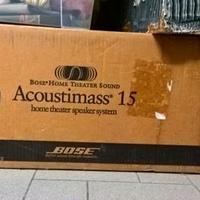 BOSE® HOME THEATER SOUND
Acoustimass® 15
home theater speaker system
BOSE®